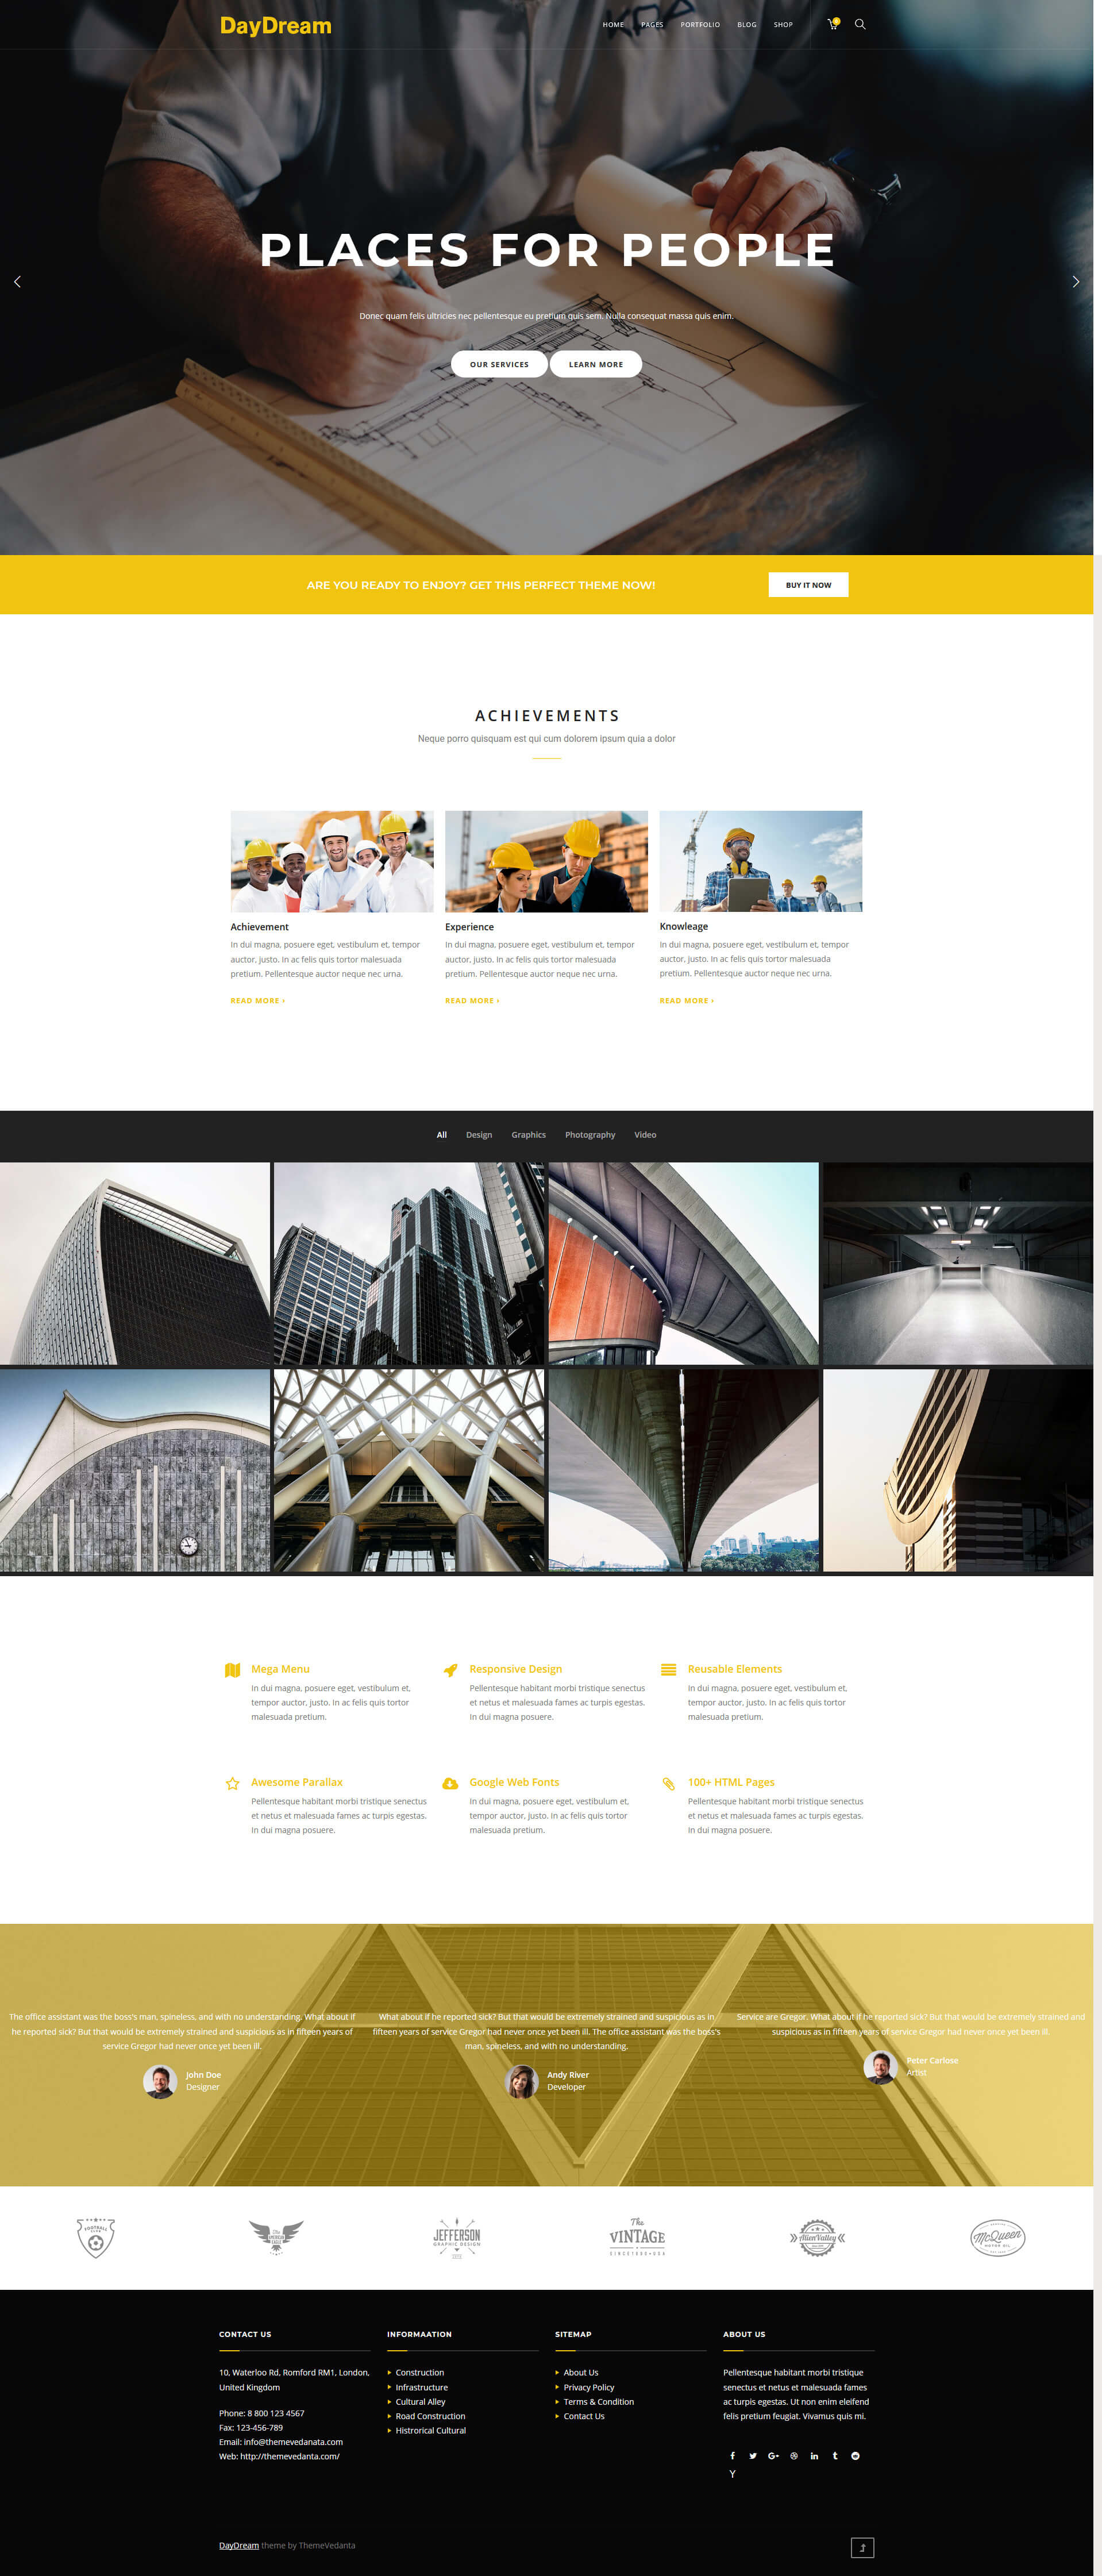 DayDream
HOME PAGES PORTFOLIO BLOG SHOP
PLACES FOR PEOPLE
Donec quam felis ultricies nec pellentesque eu pretium quis sem. Nulla consequat massa quis enim.
OUR SERVICES LEARN MORE
ARE YOU READY TO ENJOY? GET THIS PERFECT THEME NOW!
BUY IT NOW
ACHIEVEMENTS
Neque porro quisquam est qui cum dolorem ipsum quia a dolor
Achievement
In dui magna, posuere eget, vestibulum et, tempor
auctor, justo. In ac felis quis tortor malesuada
pretium. Pellentesque auctor neque nec urna.
READ MORE ›
Experience
In dui magna, posuere eget, vestibulum et, tempor
auctor, justo. In ac felis quis tortor malesuada
pretium. Pellentesque auctor neque nec urna.
READ MORE ›
Knowleage
In dui magna, posuere eget, vestibulum et, tempor
auctor, justo. In ac felis quis tortor malesuada
pretium. Pellentesque auctor neque nec urna.
READ MORE ›
All Design Graphics Photography Video
Mega Menu
In dui magna, posuere eget, vestibulum et,
tempor auctor, justo. In ac felis quis tortor
malesuada pretium.
Responsive Design
Pellentesque habitant morbi tristique senectus
et netus et malesuada fames ac turpis egestas.
In dui magna posuere.
Reusable Elements
In dui magna, posuere eget, vestibulum et,
tempor auctor, justo. In ac felis quis tortor
malesuada pretium.
Awesome Parallax
Pellentesque habitant morbi tristique senectus
et netus et malesuada fames ac turpis egestas.
In dui magna posuere.
Google Web Fonts
In dui magna, posuere eget, vestibulum et,
tempor auctor, justo. In ac felis quis tortor
malesuada pretium.
100+ HTML Pages
Pellentesque habitant morbi tristique senectus
et netus et malesuada fames ac turpis egestas.
In dui magna posuere.
The office assistant was the boss's man, spineless, and with no understanding. What about if
he reported sick? But that would be extremely strained and suspicious as in fifteen years of
service Gregor had never once yet been ill.
John Doe
Designer
What about if he reported sick? But that would be extremely strained and suspicious as in
fifteen years of service Gregor had never once yet been ill. The office assistant was the boss's
man, spineless, and with no understanding.
Andy River
Developer
Service are Gregor. What about if he reported sick? But that would be extremely strained and
suspicious as in fifteen years of service Gregor had never once yet been ill.
Peter Carlose
Artist
FOOTBALL
The
AMERICAN
EAGLE
JEFFERSON
GRAPHIC DESIGN
The
VINTAGE
AllenValley
McQueen
MOTOR OIL
CONTACT US
10, Waterloo Rd, Romford RM1, London,
United Kingdom
Phone: 8 800 123 4567
Fax: 123-456-789
Email: info@themevedanata.com
Web: http://themevedanta.com/
INFORMAATION
Construction
Infrastructure
Cultural Alley
Road Construction
Histrorical Cultural
SITEMAP
About Us
Privacy Policy
Terms & Condition
Contact Us
ABOUT US
Pellentesque habitant morbi tristique
senectus et netus et malesuada fames
ac turpis egestas. Ut non enim eleifend
felis pretium feugiat. Vivamus quis mi.
DayDream theme by ThemeVedanta